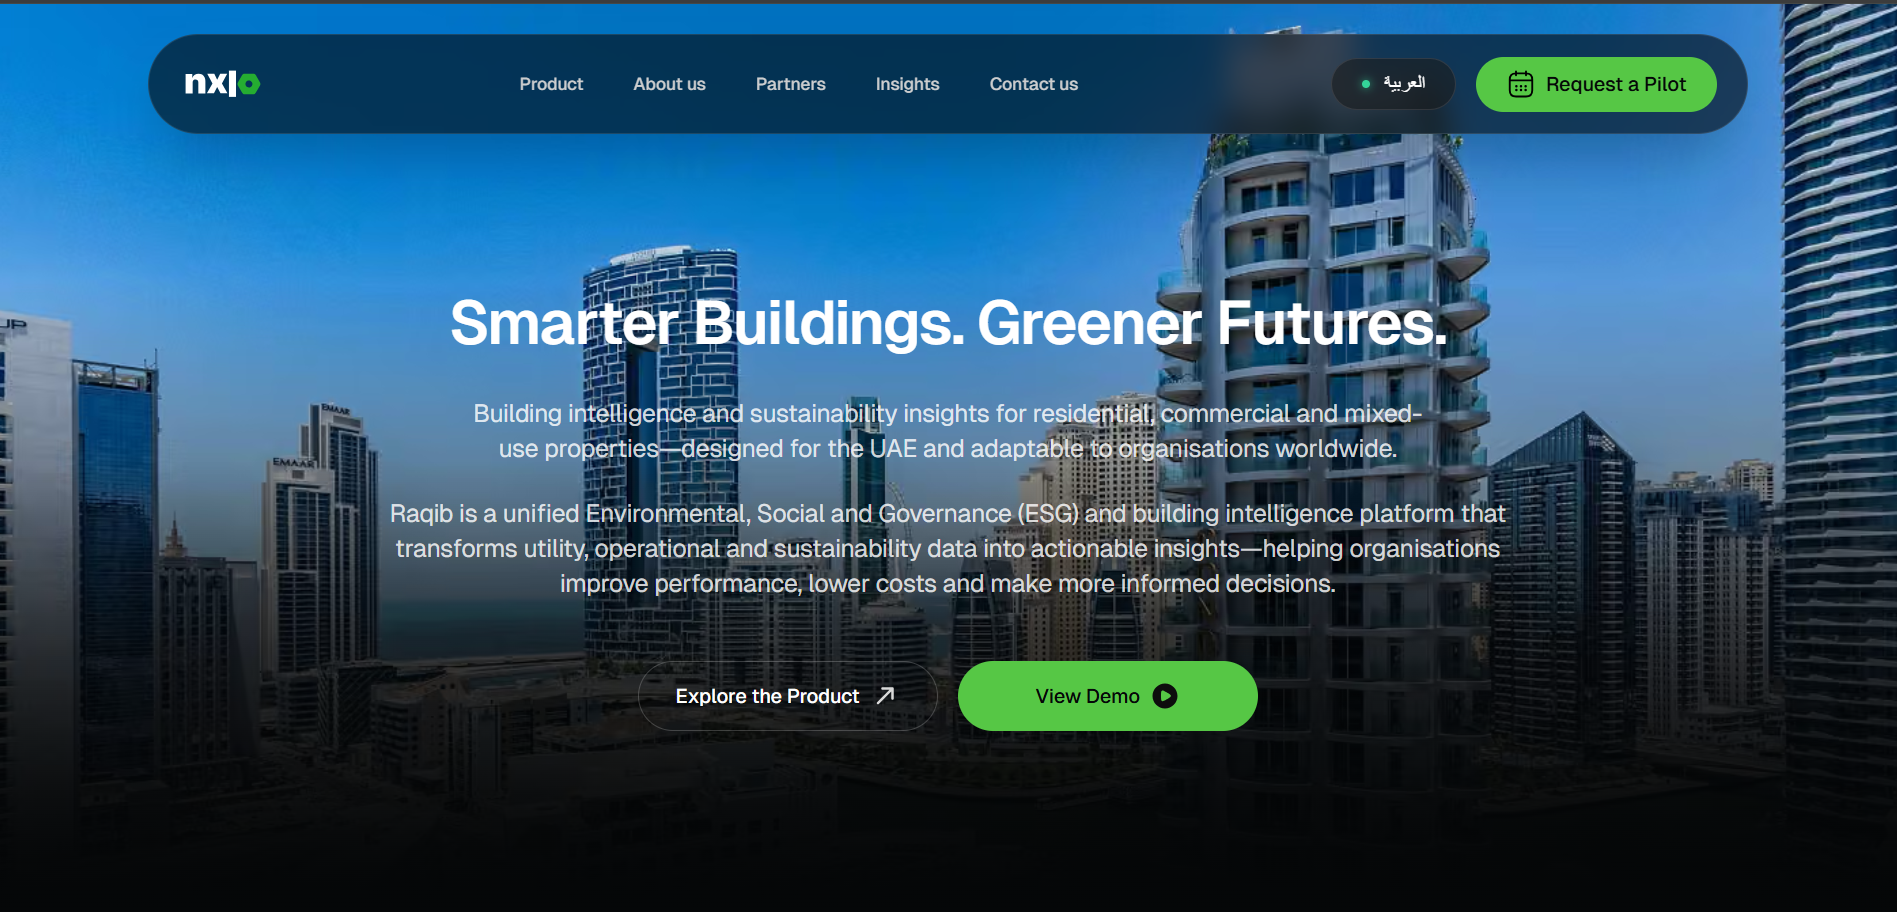 nx
Product
About us
Partners
Insights
Contact us
العربية
Request a Pilot
Smarter Buildings. Greener Futures.
Building intelligence and sustainability insights for residential, commercial and mixed-
use properties—designed for the UAE and adaptable to organisations worldwide.
Raqib is a unified Environmental, Social and Governance (ESG) and building intelligence platform that
transforms utility, operational and sustainability data into actionable insights—helping organisations
improve performance, lower costs and make more informed decisions.
Explore the Product
View Demo
EMAAR
EMAAR